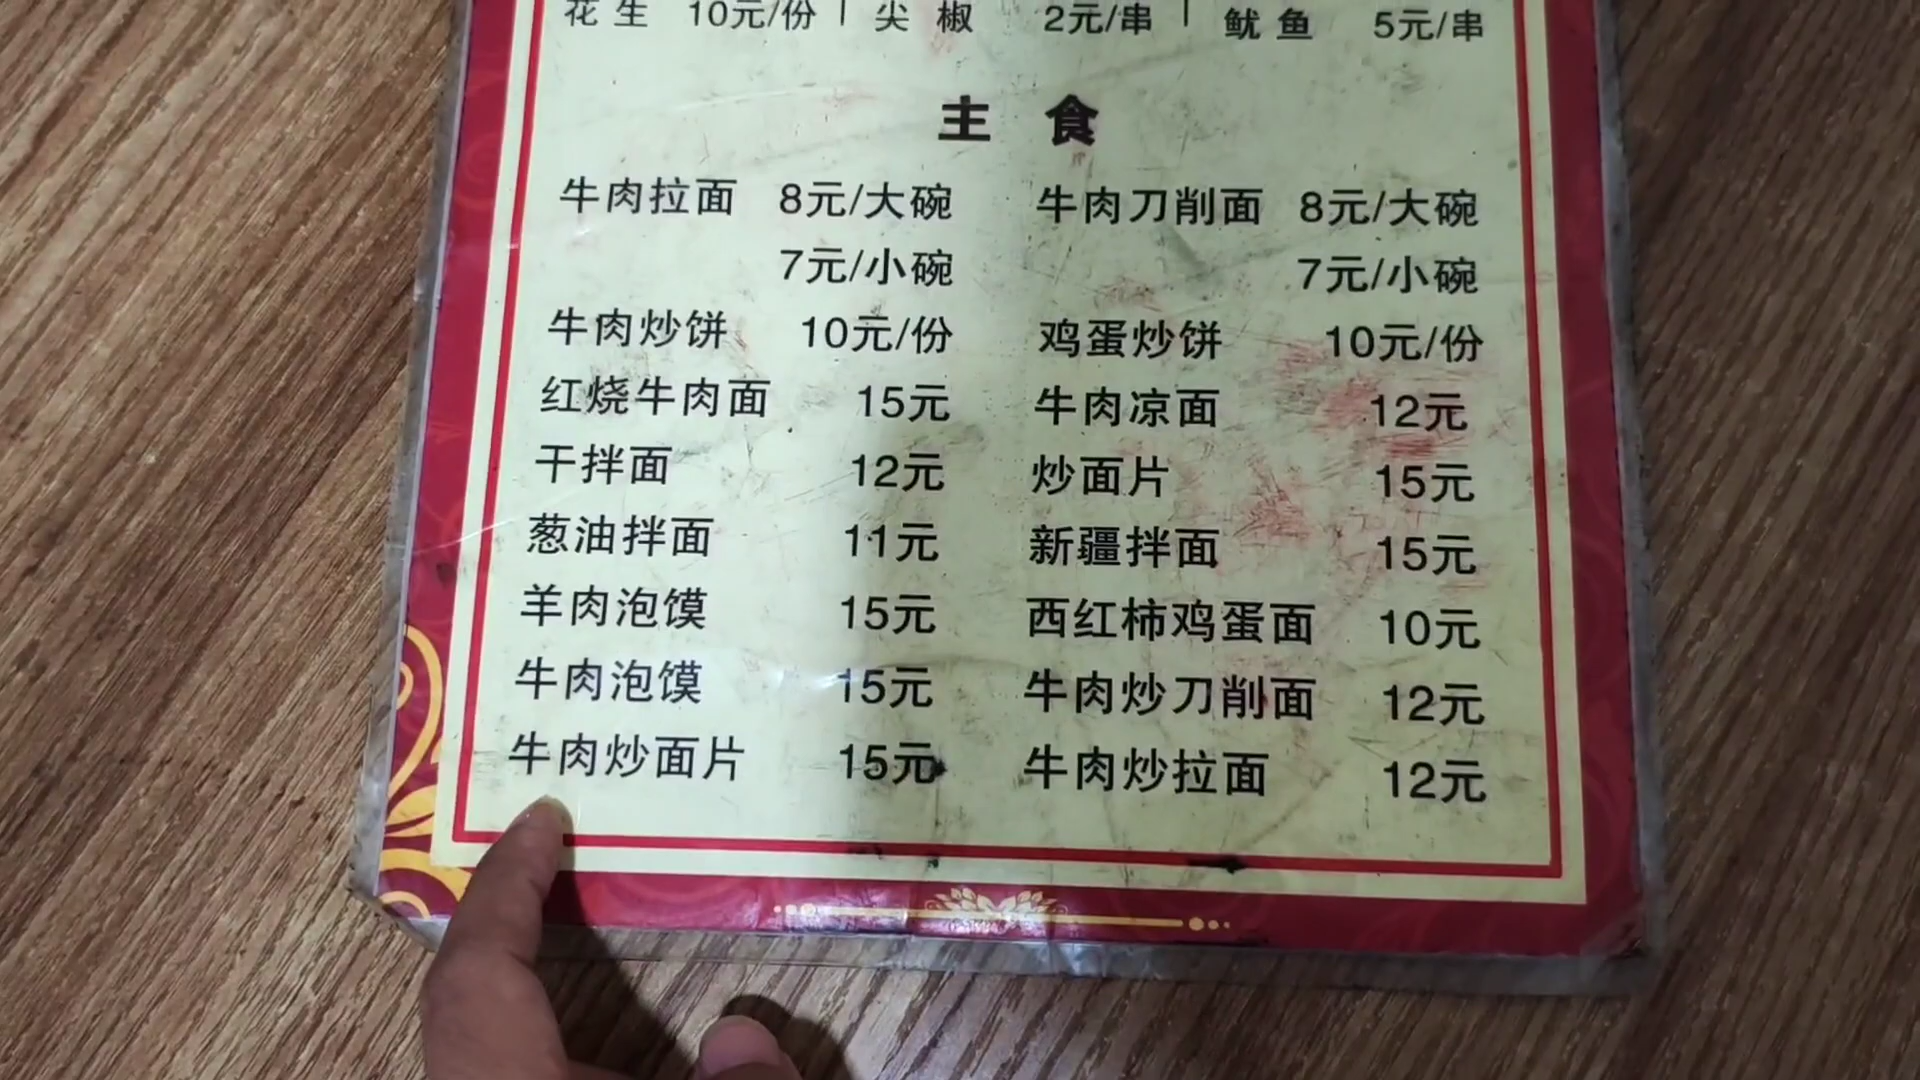 花生 10元/份 | 尖椒 2元/串 | 鱿鱼 5元/串
主食
牛肉拉面 8元/大碗 牛肉刀削面 8元/大碗
7元/小碗 7元/小碗
牛肉炒饼 10元/份 鸡蛋炒饼 10元/份
红烧牛肉面 15元 牛肉凉面 12元
干拌面 12元 炒面片 15元
葱油拌面 11元 新疆拌面 15元
羊肉泡馍 15元 西红柿鸡蛋面 10元
牛肉泡馍 15元 牛肉炒刀削面 12元
牛肉炒面片 15元 牛肉炒拉面 12元